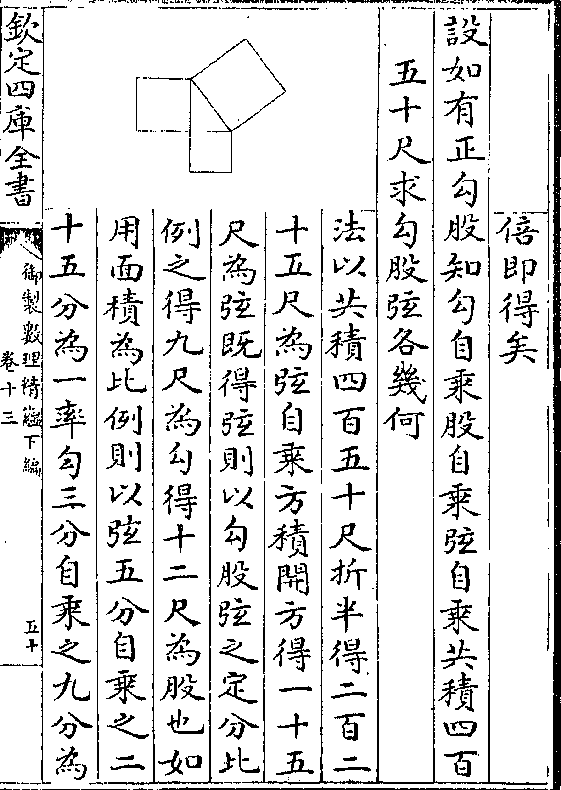 倍即得矣
設如有正勾股知勾自乘股自乘弦自乘共積四百
五十尺求勾股弦各幾何
法以共積四百五十尺折半得二百二
十五尺為弦自乘方積開方得一十五
尺為弦既得弦則以勾股弦之定分比
例之得九尺為勾得十二尺為股也如
用面積為比例則以弦五分自乘之二
十五分為一率勾三分自乘之九分為
欽定四庫全書
御製數理精蘊下編
卷十三
五十